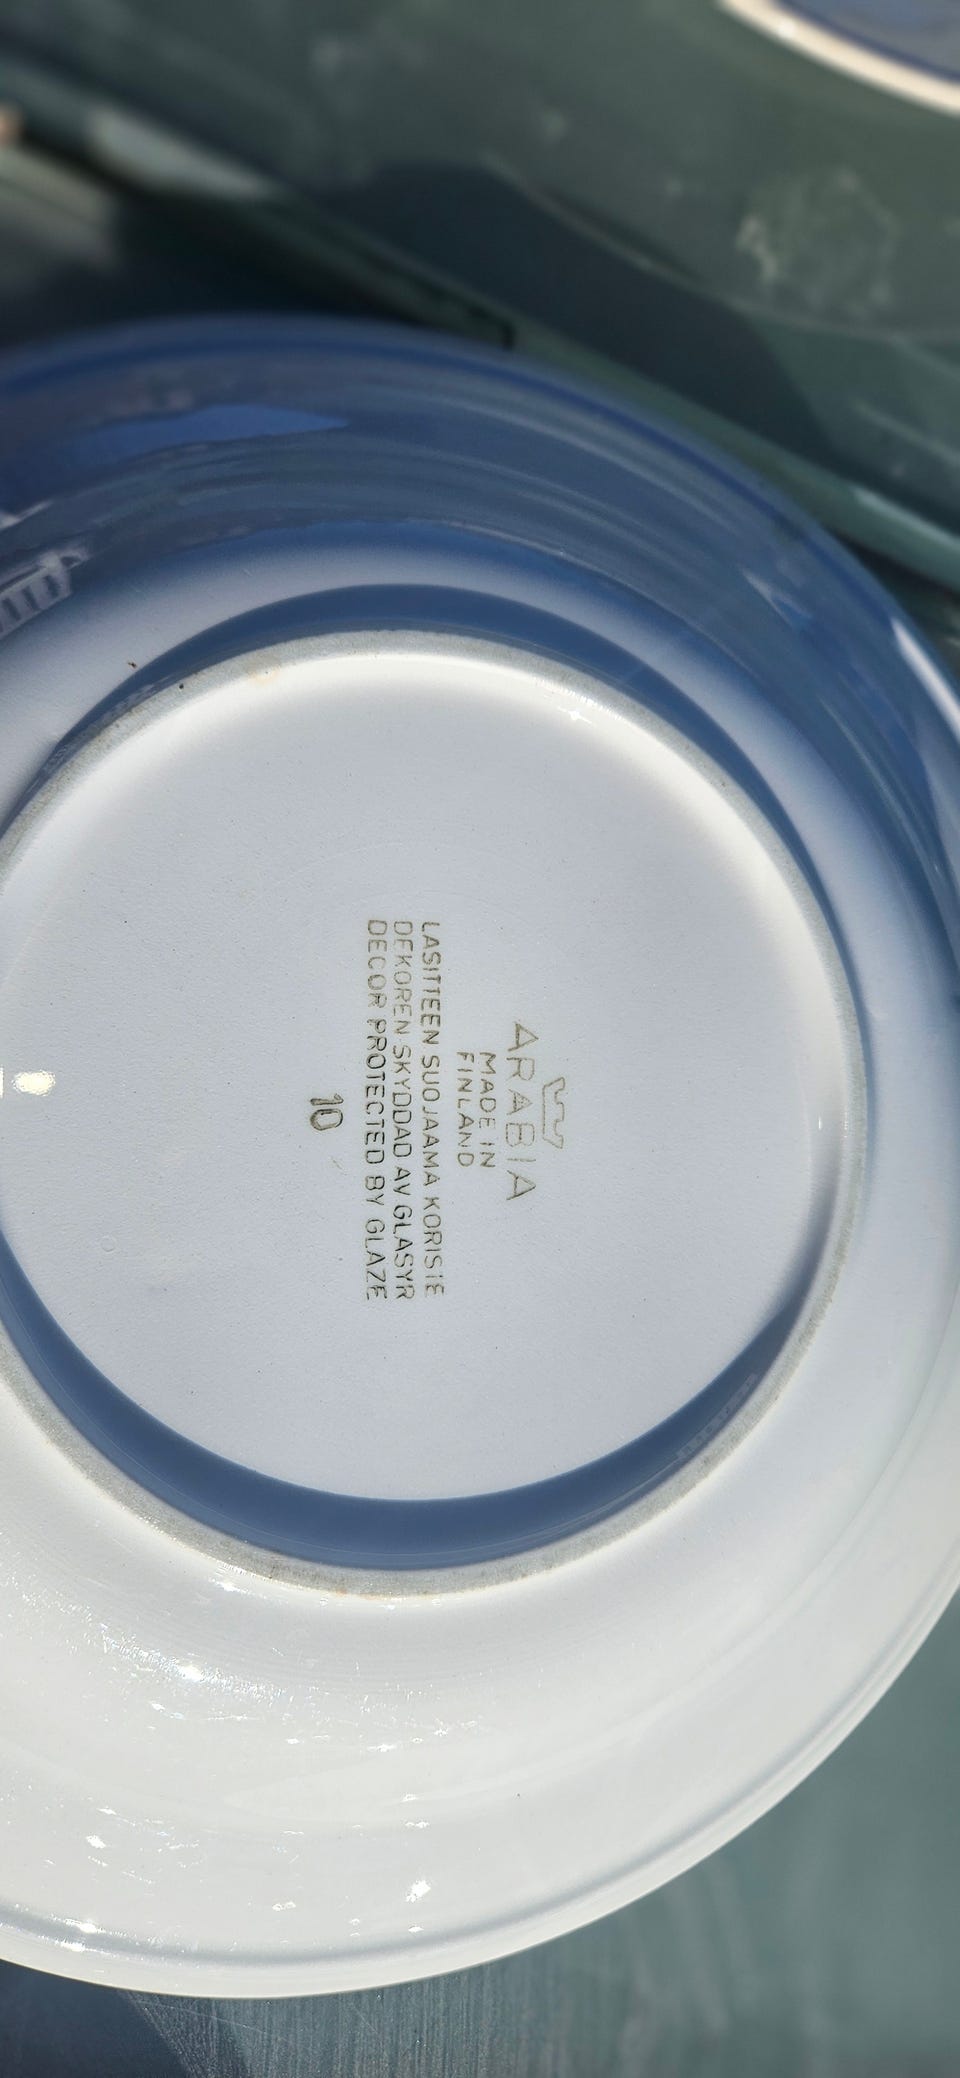 ARABIA
MADE IN
FINLAND
LASITTEEN SUOJAAMA KORISTE
DEKOREN SKYDDAD AV GLASYR
DECOR PROTECTED BY GLAZE
10